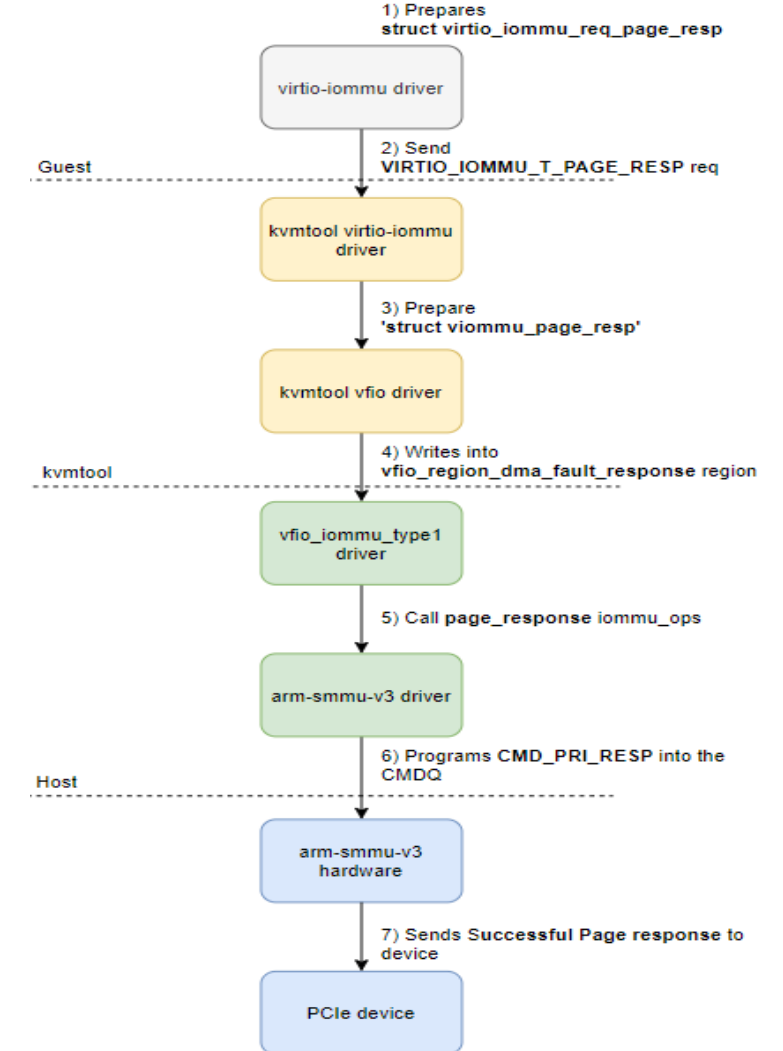 1) Prepares
struct virtio_iommu_req_page_resp
virtio-iommu driver
2) Send
VIRTIO_IOMMU_T_PAGE_RESP req
Guest
kvmtool virtio-iommu
driver
3) Prepare
'struct viommu_page_resp'
kvmtool vfio driver
4) Writes into
vfio_region_dma_fault_response region
kvmtool
vfio_iommu_type1
driver
5) Call page_response iommu_ops
arm-smmu-v3 driver
6) Programs CMD_PRI_RESP into the
CMDQ
Host
arm-smmu-v3
hardware
7) Sends Successful Page response to
device
PCIe device